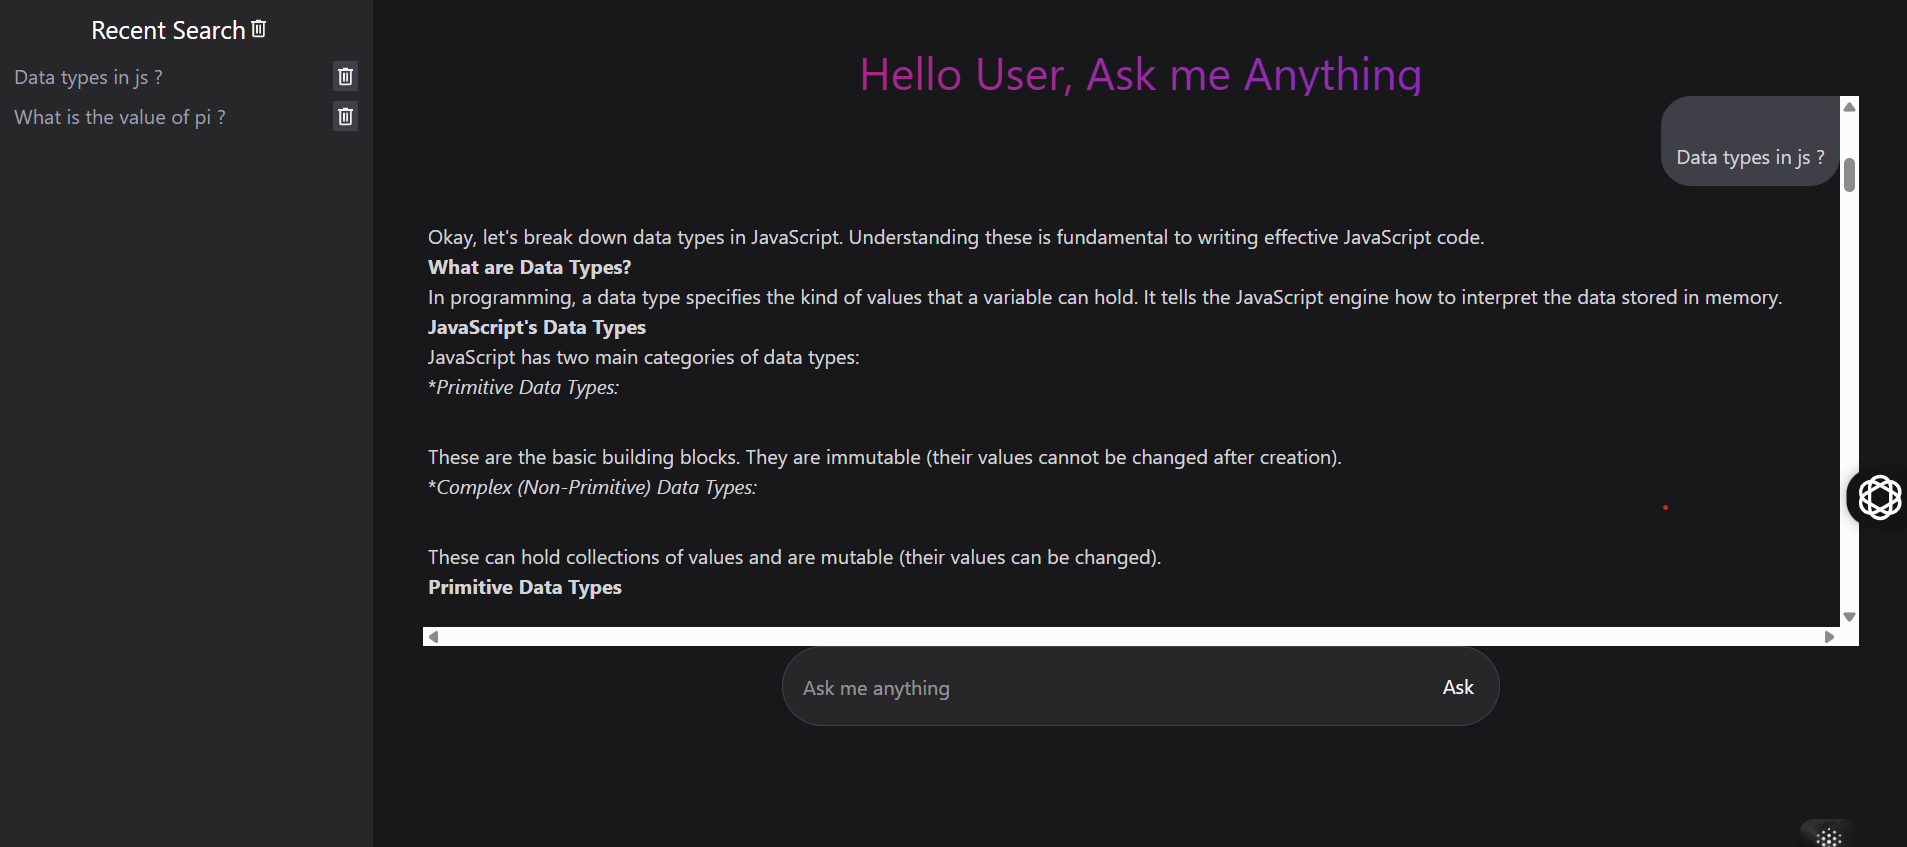 Recent Search
Data types in js ?
What is the value of pi ?
Hello User, Ask me Anything
Data types in js ?
Okay, let's break down data types in JavaScript. Understanding these is fundamental to writing effective JavaScript code.
What are Data Types?
In programming, a data type specifies the kind of values that a variable can hold. It tells the JavaScript engine how to interpret the data stored in memory.
JavaScript's Data Types
JavaScript has two main categories of data types:
*Primitive Data Types:
These are the basic building blocks. They are immutable (their values cannot be changed after creation).
*Complex (Non-Primitive) Data Types:
These can hold collections of values and are mutable (their values can be changed).
Primitive Data Types
Ask me anything
Ask